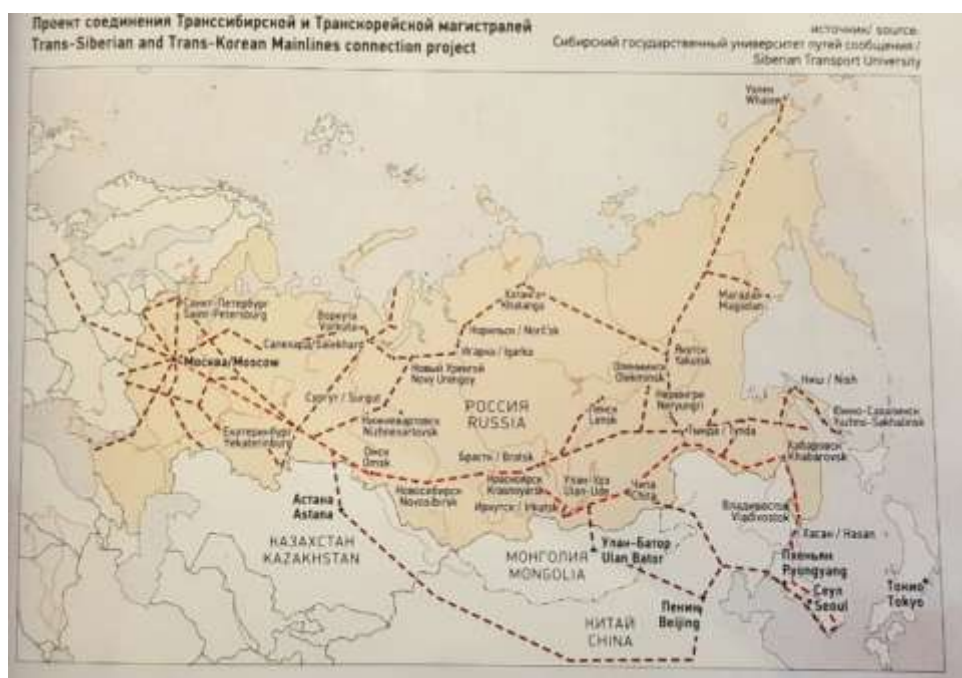 Проект соединения Транссибирской и Транскорейской магистралей
Trans-Siberian and Trans-Korean Mainlines connection project
источник/ source:
Сибирский государственный университет путей сообщения /
Siberian Transport University
Уэлен
Whalen
Санкт-Петербург
Saint-Petersburg
Воркута
Vorkuta
Салехард/Salekhard
Москва/Moscow
Хатанга
Khatanga
Норильск / Noril'sk
Игарка / Igarka
Новый Уренгой
Novy Urengoy
Магадан
Magadan
Якутск
Yakutsk
Олекминск
Olekminsk
Нерюнгри
Neryungri
Ныш / Nish
Южно-Сахалинск
Yuzhno-Sakhalinsk
Сургут / Surgut
РОССИЯ
RUSSIA
Ленск
Lensk
Нижневартовск
Nizhnevartovsk
Тында / Tynda
Екатеринбург
Yekaterinburg
Омск
Omsk
Братск / Bratsk
Хабаровск
Khabarovsk
Новосибирск
Novosibirsk
Красноярск
Krasnoyarsk
Улан-Удэ
Ulan-Ude
Чита
Chita
Иркутск / Irkutsk
Владивосток
Vladivostok
Астана
Astana
Хасан / Hasan
КАЗАХСТАН
KAZAKHSTAN
МОНГОЛИЯ
MONGOLIA
Улан-Батор
Ulan Bator
Пхеньян
Pyongyang
Сеул
Seoul
Токио
Tokyo
Пекин
Beijing
КИТАЙ
CHINA